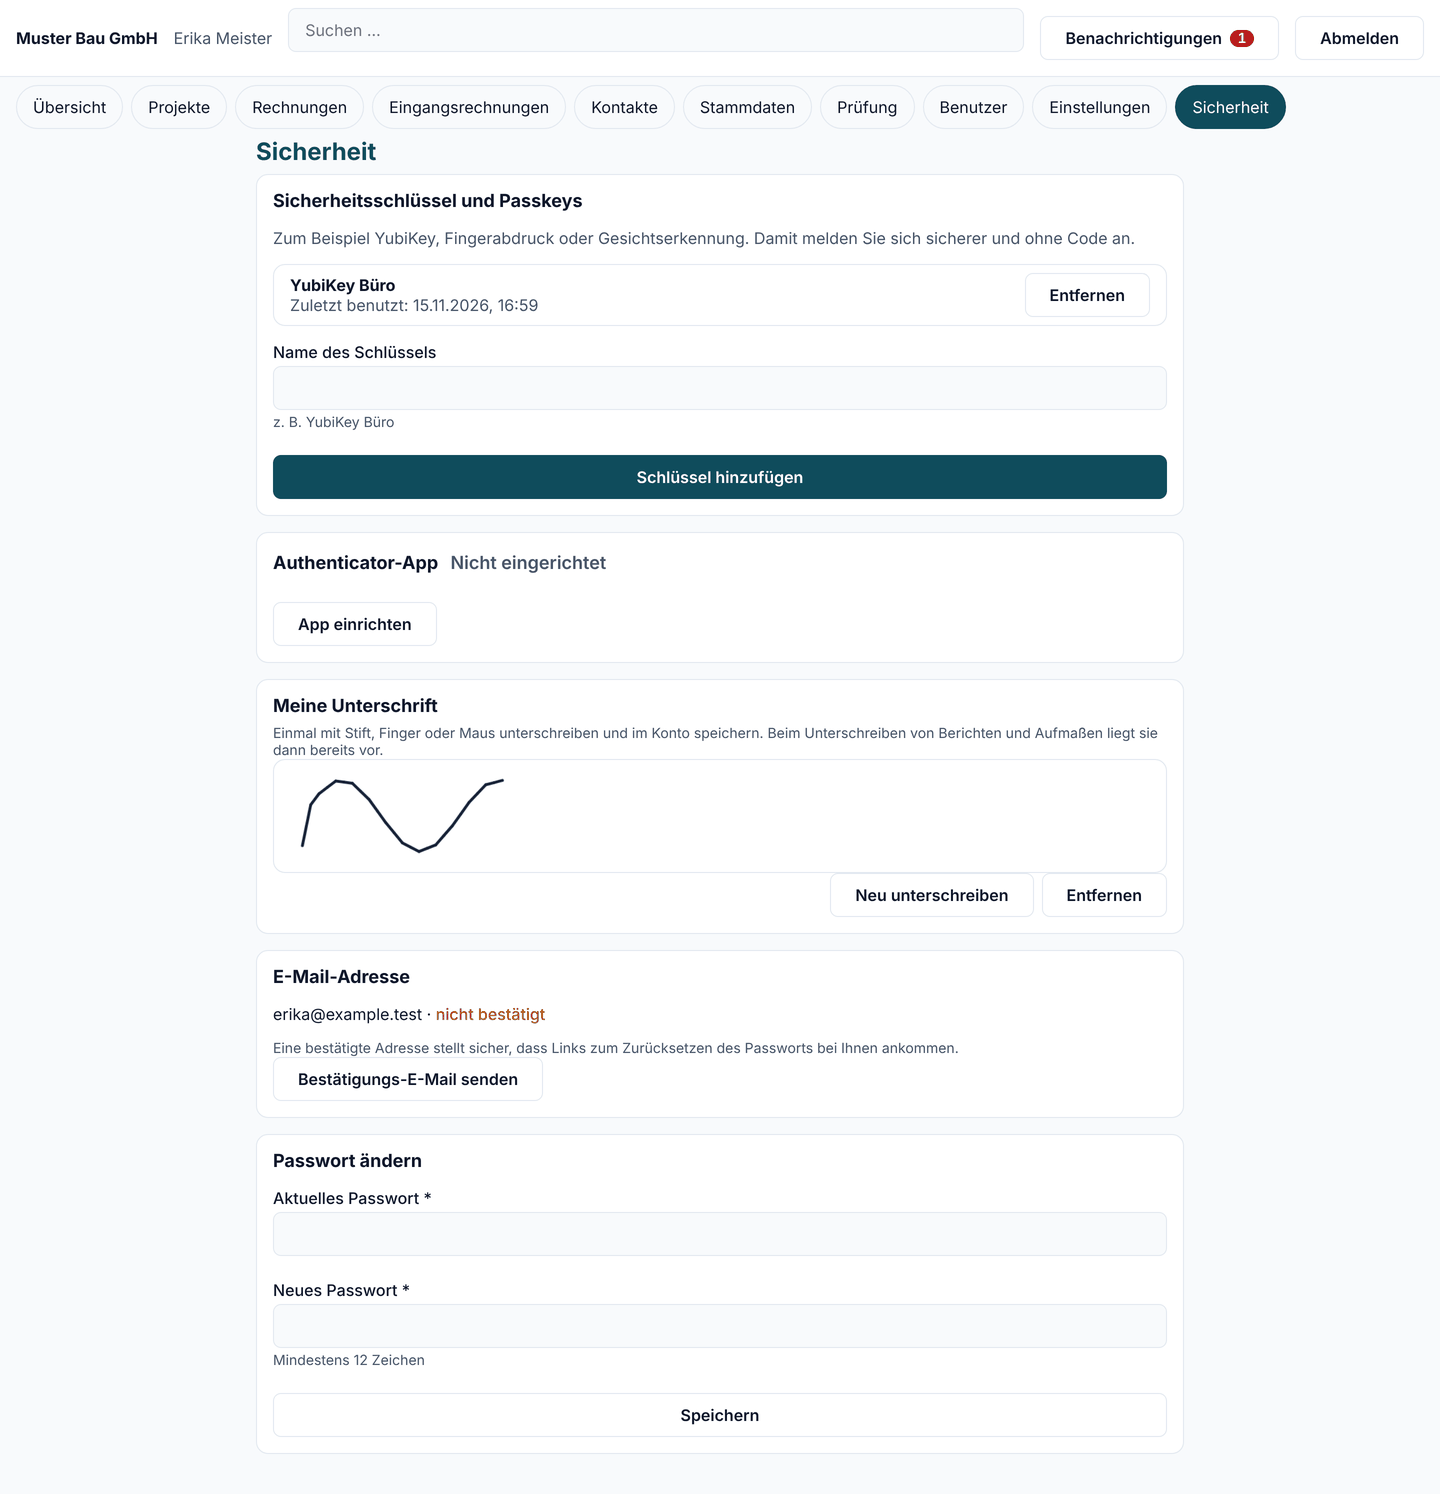 Muster Bau GmbH Erika Meister Suchen ... Benachrichtigungen 1 Abmelden
Übersicht Projekte Rechnungen Eingangsrechnungen Kontakte Stammdaten Prüfung Benutzer Einstellungen Sicherheit
Sicherheit
Sicherheitsschlüssel und Passkeys
Zum Beispiel YubiKey, Fingerabdruck oder Gesichtserkennung. Damit melden Sie sich sicherer und ohne Code an.
YubiKey Büro
Zuletzt benutzt: 15.11.2026, 16:59
Entfernen
Name des Schlüssels
z. B. YubiKey Büro
Schlüssel hinzufügen
Authenticator-App Nicht eingerichtet
App einrichten
Meine Unterschrift
Einmal mit Stift, Finger oder Maus unterschreiben und im Konto speichern. Beim Unterschreiben von Berichten und Aufmaßen liegt sie
dann bereits vor.
Neu unterschreiben Entfernen
E-Mail-Adresse
erika@example.test · nicht bestätigt
Eine bestätigte Adresse stellt sicher, dass Links zum Zurücksetzen des Passworts bei Ihnen ankommen.
Bestätigungs-E-Mail senden
Passwort ändern
Aktuelles Passwort *
Neues Passwort *
Mindestens 12 Zeichen
Speichern